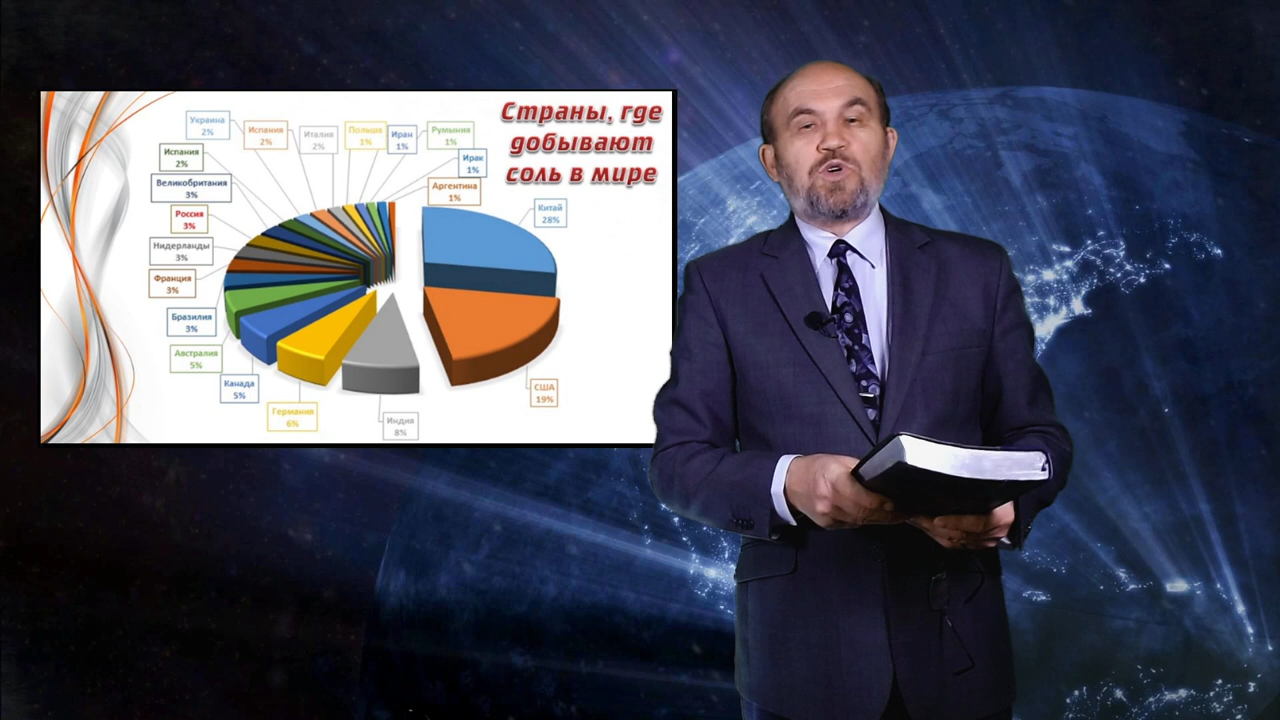 Страны, где
добывают
соль в мире
Украина
2%
Испания
2%
Италия
2%
Польша
1%
Иран
1%
Румыния
1%
Испания
2%
Ирак
1%
Великобритания
3%
Аргентина
1%
Россия
3%
Китай
28%
Нидерланды
3%
Франция
3%
Бразилия
3%
Австралия
5%
Канада
5%
США
19%
Германия
6%
Индия
8%